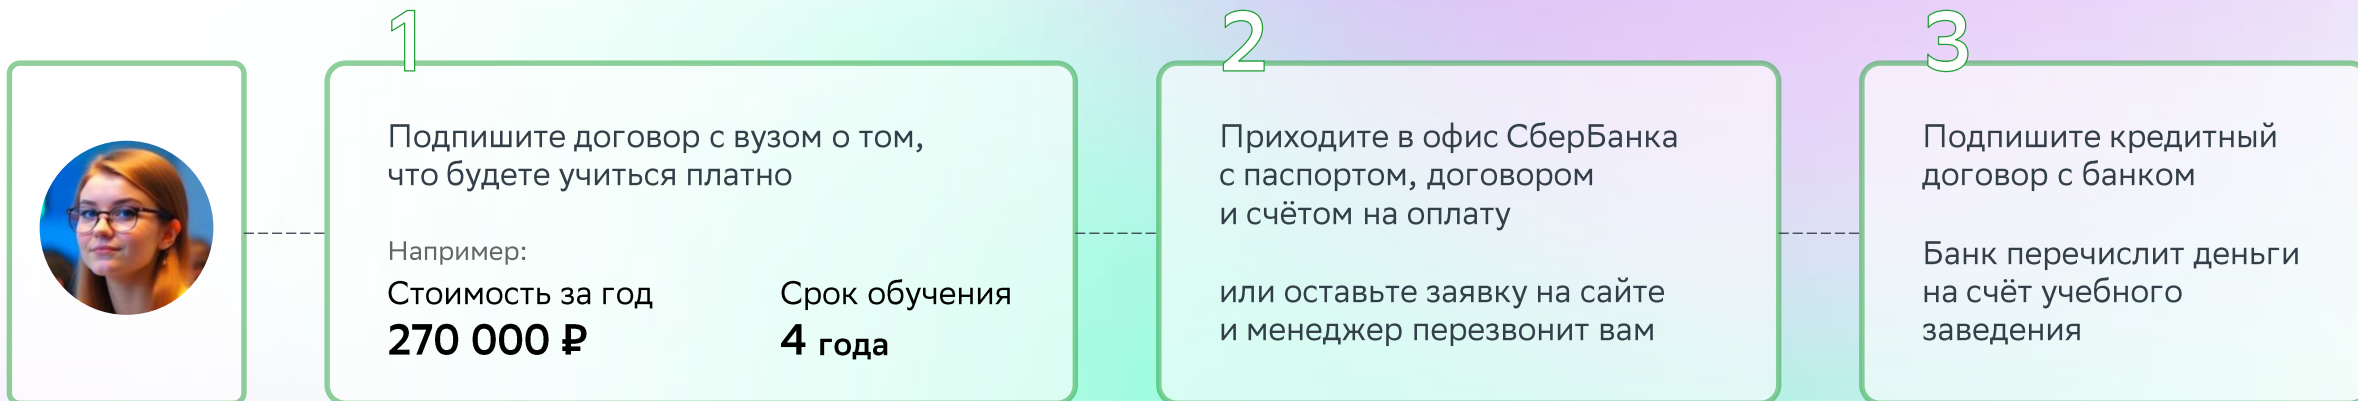 1
Подпишите договор с вузом о том,
что будете учиться платно
Например:
Стоимость за год
270 000 ₽
Срок обучения
4 года
2
Приходите в офис СберБанка
с паспортом, договором
и счётом на оплату
или оставьте заявку на сайте
и менеджер перезвонит вам
3
Подпишите кредитный
договор с банком
Банк перечислит деньги
на счёт учебного
заведения